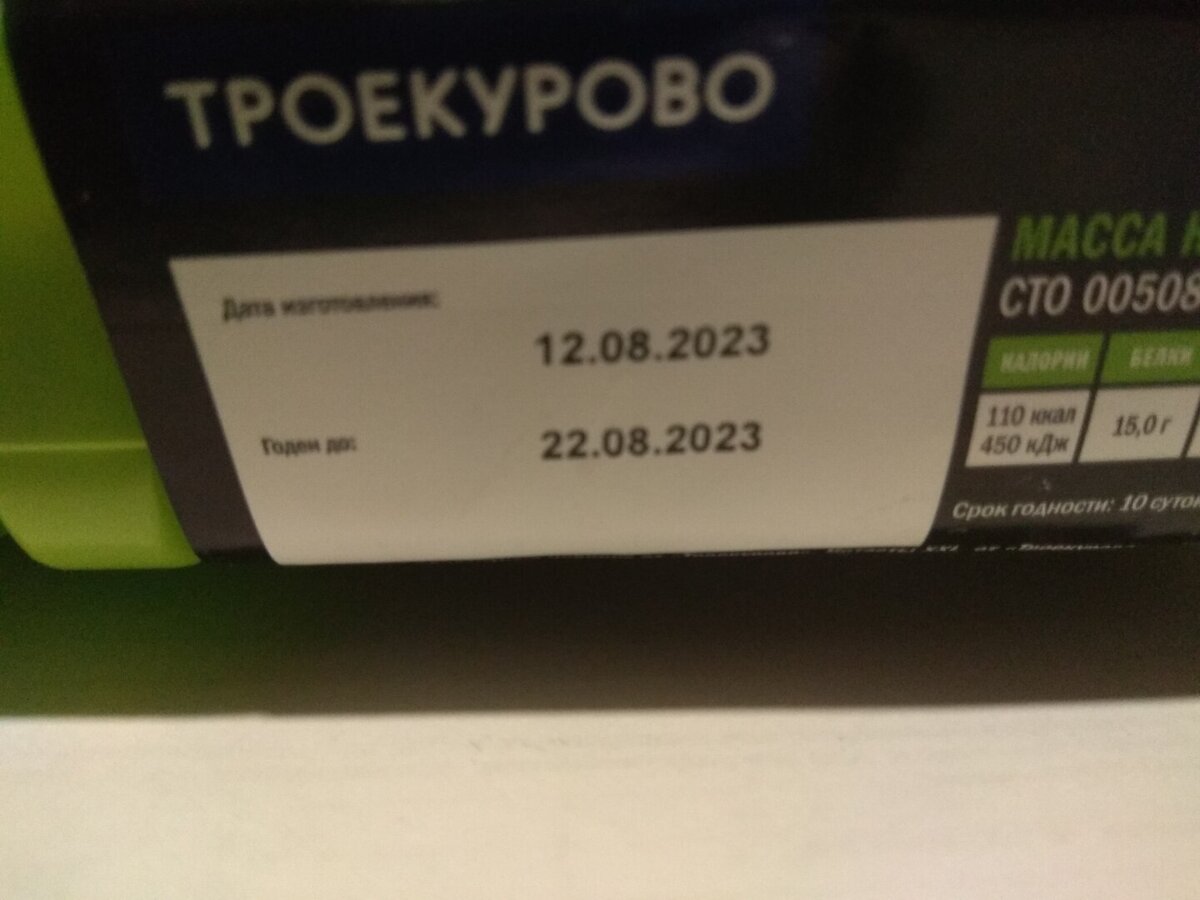 ТРОЕКУРОВО
Дата изготовления:
12.08.2023
Годен до:
22.08.2023
МАССА
СТО 00508
КАЛОРИИ БЕЛКИ
110 ккал 15,0 г
450 кДж
Срок годности: 10 суток